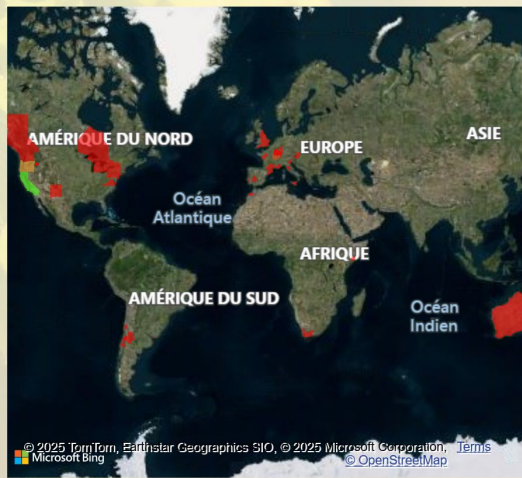 AMÉRIQUE DU NORD
EUROPE
ASIE
Océan
Atlantique
AFRIQUE
AMÉRIQUE DU SUD
Océan
Indien
© 2025 TomTom, Earthstar Geographics SIO, © 2025 Microsoft Corporation, Terms
Microsoft Bing
© OpenStreetMap